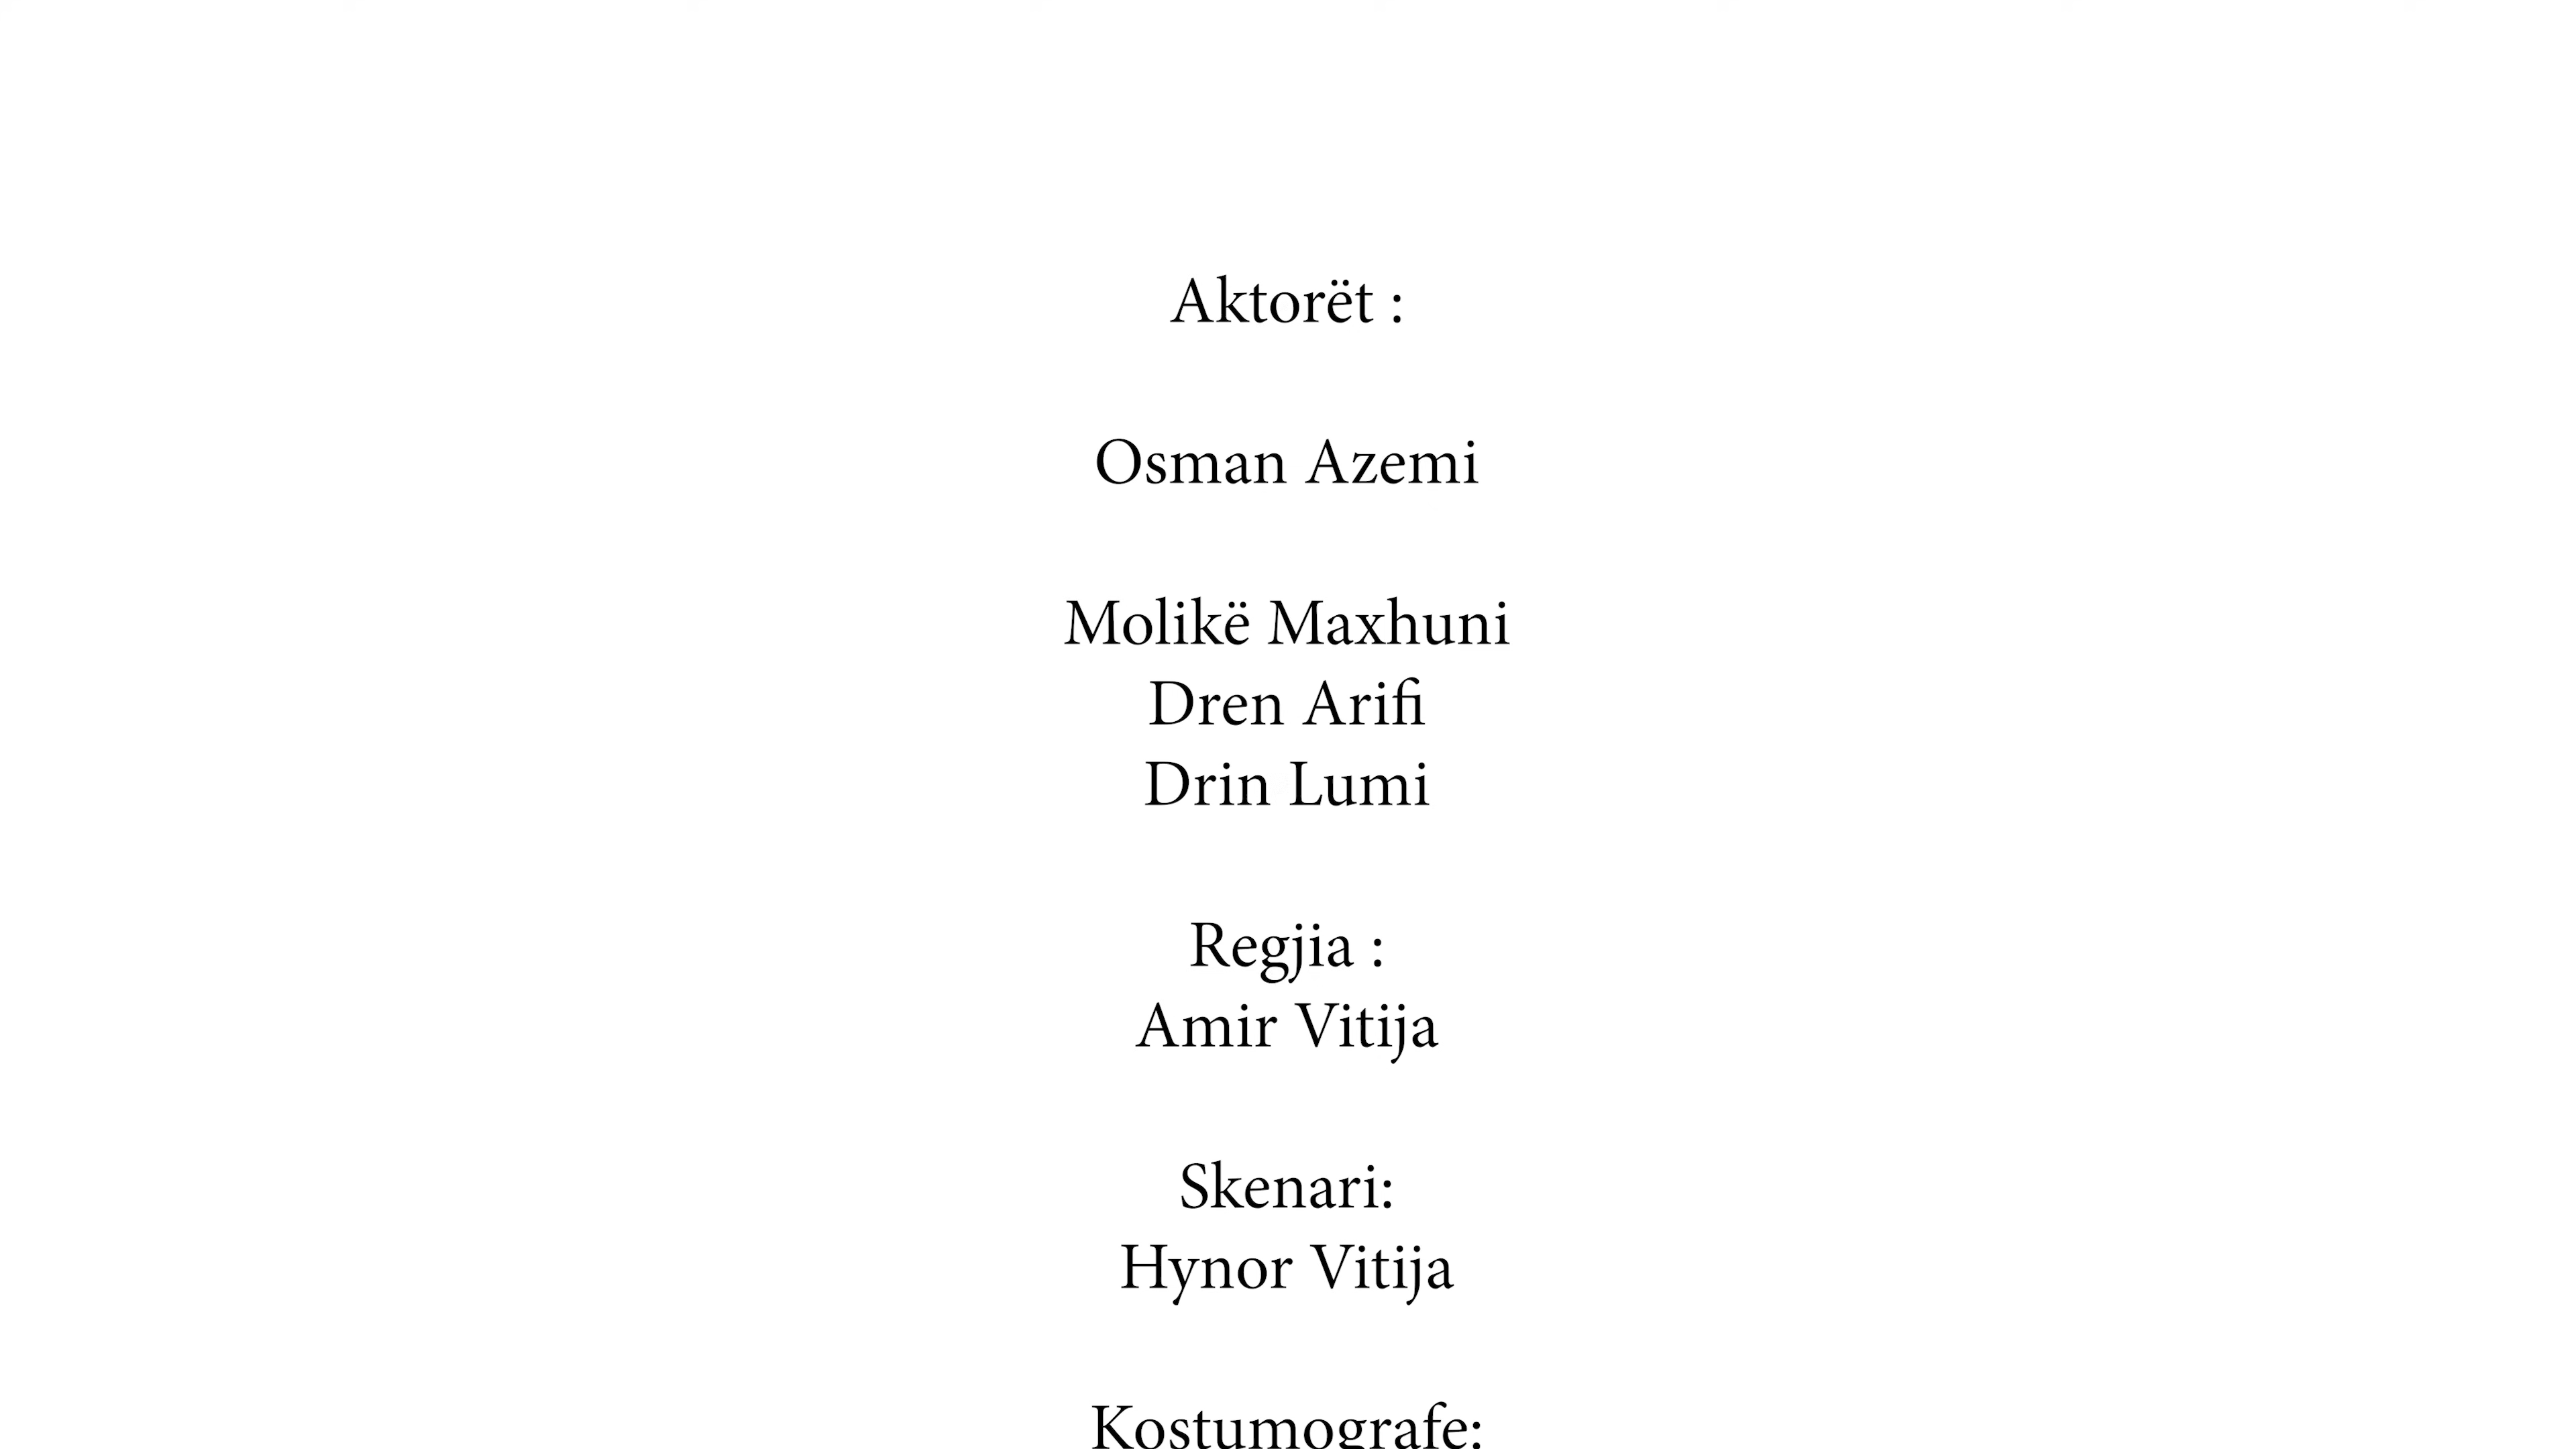 Aktorët :
Osman Azemi
Molikë Maxhuni
Dren Arifi
Drin Lumi
Regjia :
Amir Vitija
Skenari:
Hynor Vitija
Kostumografe: